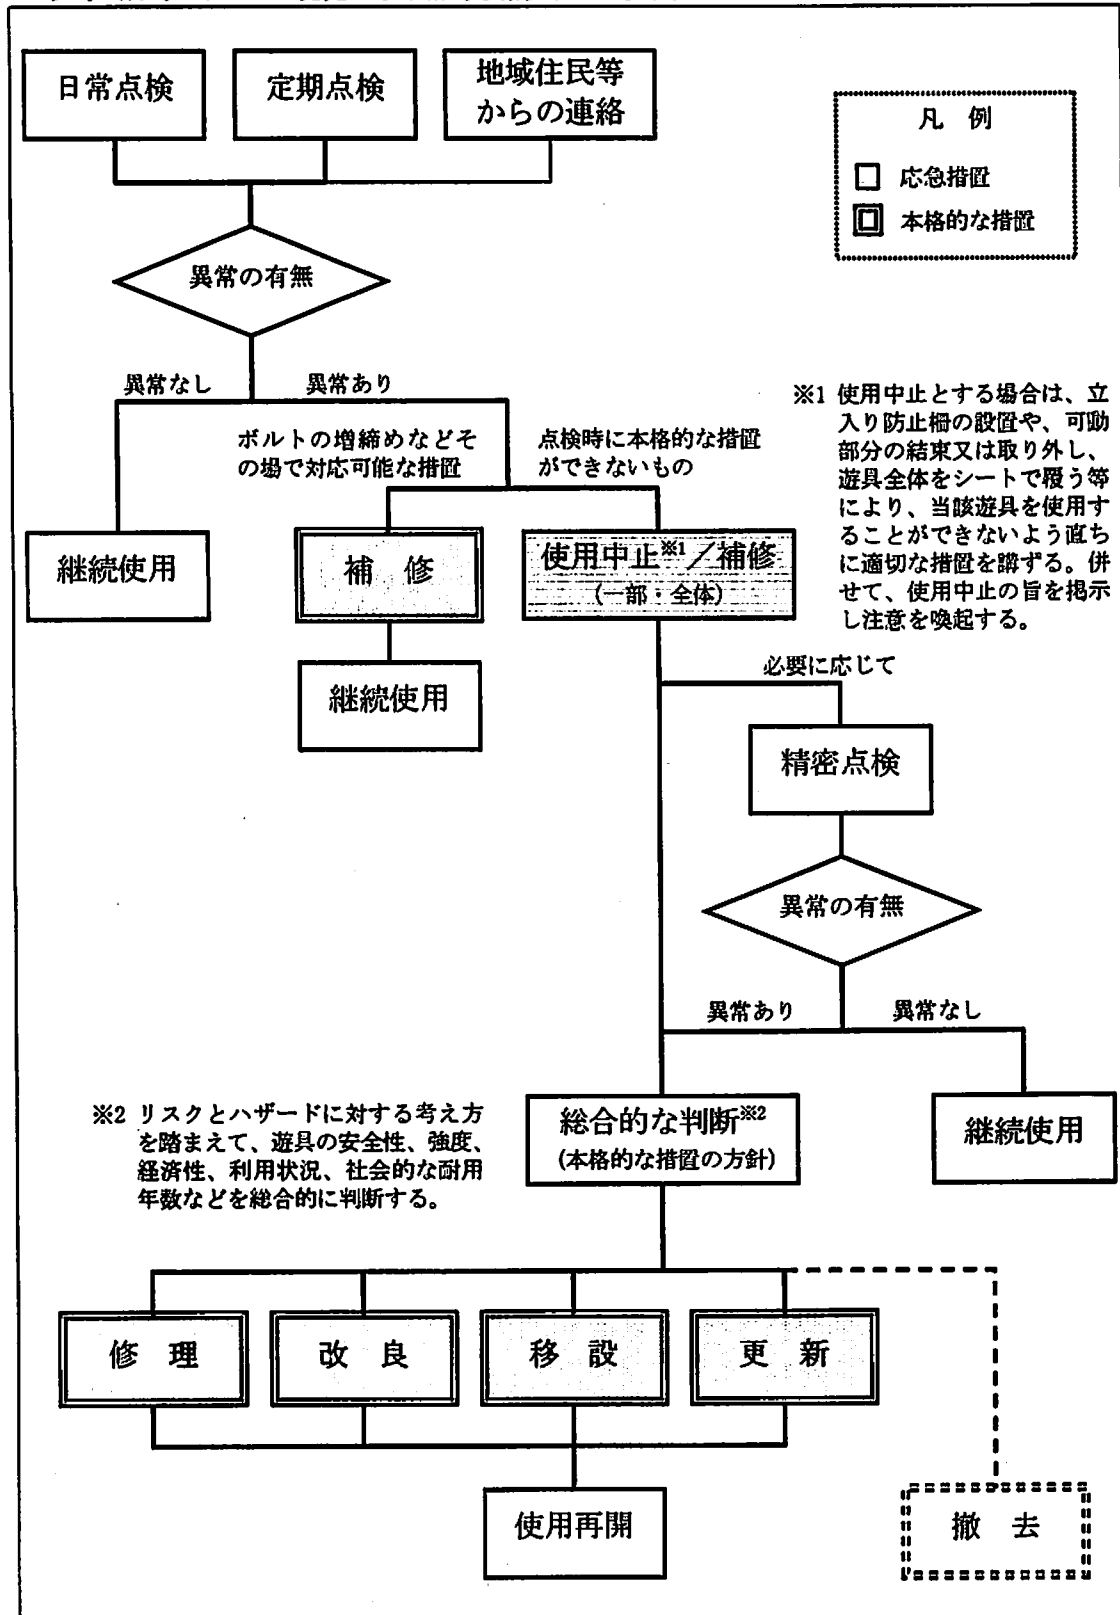 日常点検
定期点検
地域住民等
からの連絡
凡 例
応急措置
本格的な措置
異常の有無
異常なし
異常あり
ボルトの増締めなどそ
の場で対応可能な措置
点検時に本格的な措置
ができないもの
※1 使用中止とする場合は、立
入り防止柵の設置や、可動
部分の結束又は取り外し、
遊具全体をシートで覆う等
により、当該遊具を使用す
ることができないよう直ち
に適切な措置を講ずる。併
せて、使用中止の旨を掲示
し注意を喚起する。
継続使用
補 修
使用中止※1/補修
(一部・全体)
継続使用
必要に応じて
精密点検
異常の有無
異常あり
異常なし
※2 リスクとハザードに対する考え方
を踏まえて、遊具の安全性、強度、
経済性、利用状況、社会的な耐用
年数などを総合的に判断する。
総合的な判断※2
(本格的な措置の方針)
継続使用
修 理
改 良
移 設
更 新
使用再開
撤 去